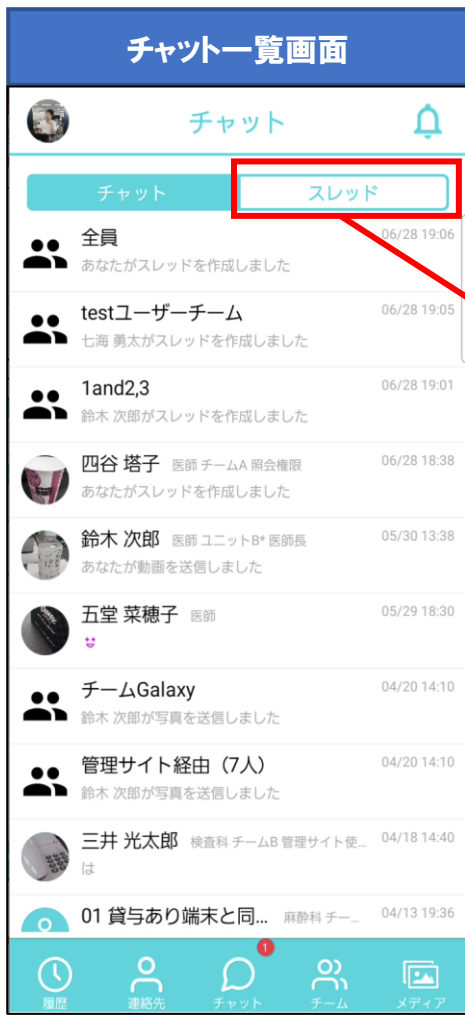 チャット一覧画面
チャット
チャット
スレッド
全員
06/28 19:06
あなたがスレッドを作成しました
testユーザーチーム
06/28 19:05
七海 勇太がスレッドを作成しました
1and2,3
06/28 19:01
鈴木 次郎がスレッドを作成しました
四谷 塔子 医師 チームA 照会権限
06/28 18:38
あなたがスレッドを作成しました
鈴木 次郎 医師 ユニットB* 医師長
05/30 13:38
あなたが動画を送信しました
五堂 菜穂子 医師
05/29 18:30
チームGalaxy
04/20 14:10
鈴木 次郎が写真を送信しました
管理サイト経由（7人）
04/20 14:10
鈴木 次郎が写真を送信しました
三井 光太郎 検査科 チームB 管理サイト使...
04/18 14:40
は
01 貸与あり端末と同... 麻酔科 チー...
04/13 19:36
1
履歴
連絡先
チャット
チーム
メディア